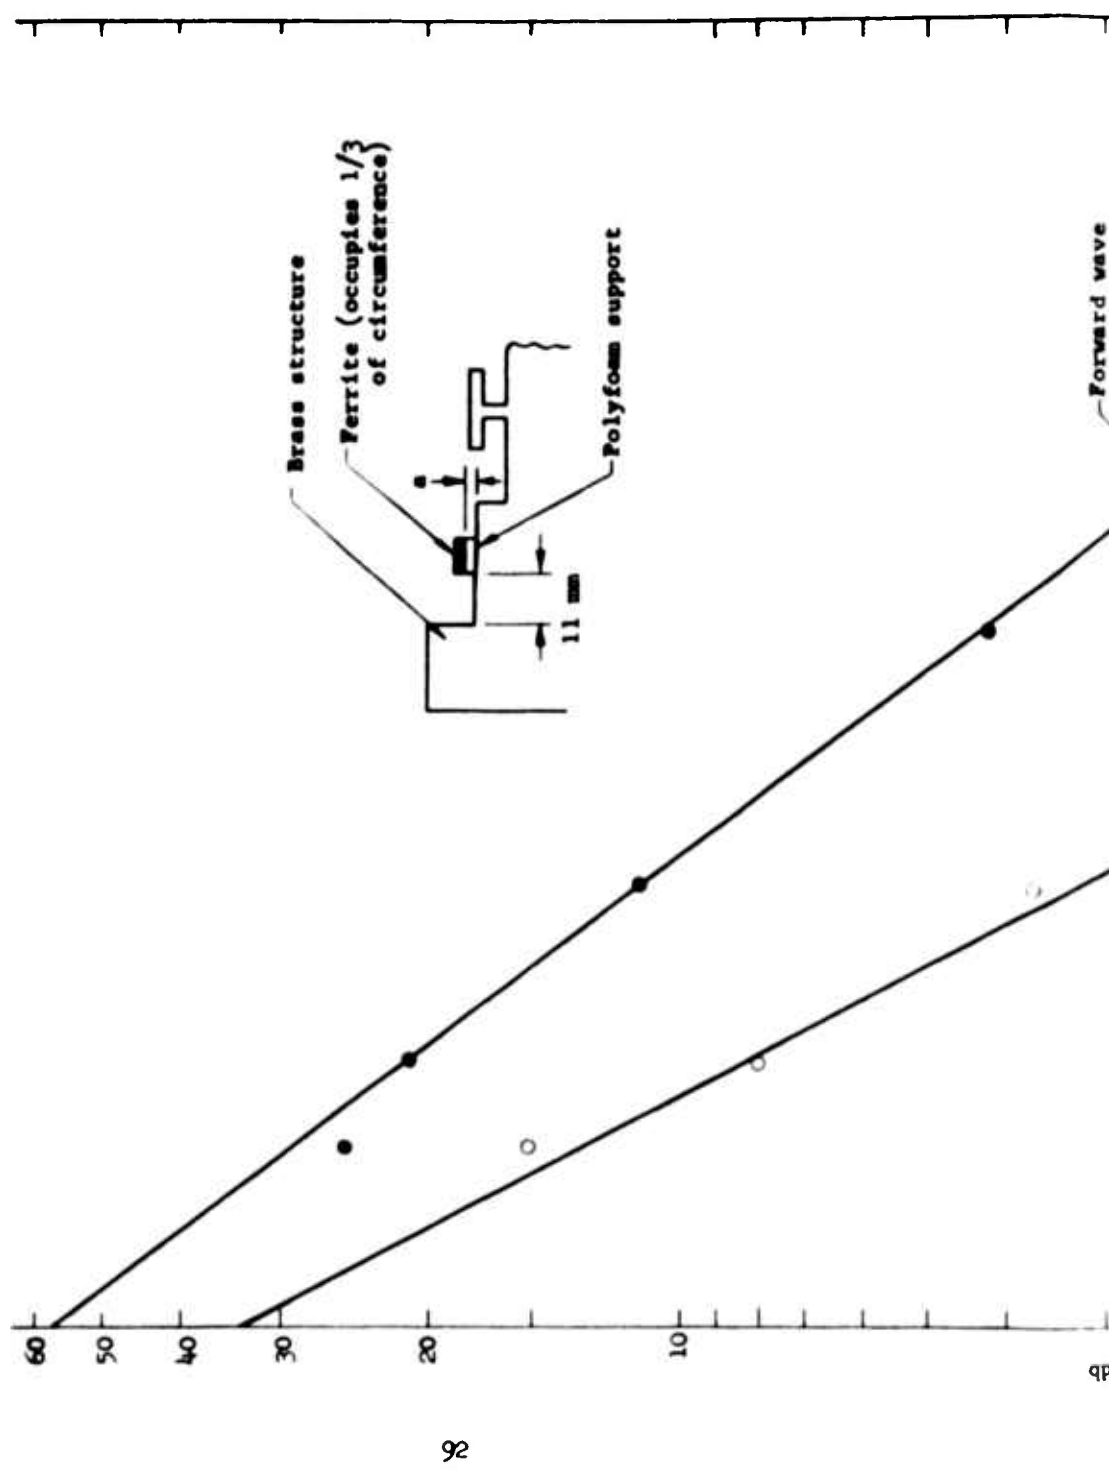 Brass structure
Ferrite (occupies 1/3
of circumference)
a
11 mm
Polyfoam support
Forward wave
60
50
40
30
20
10
db
92